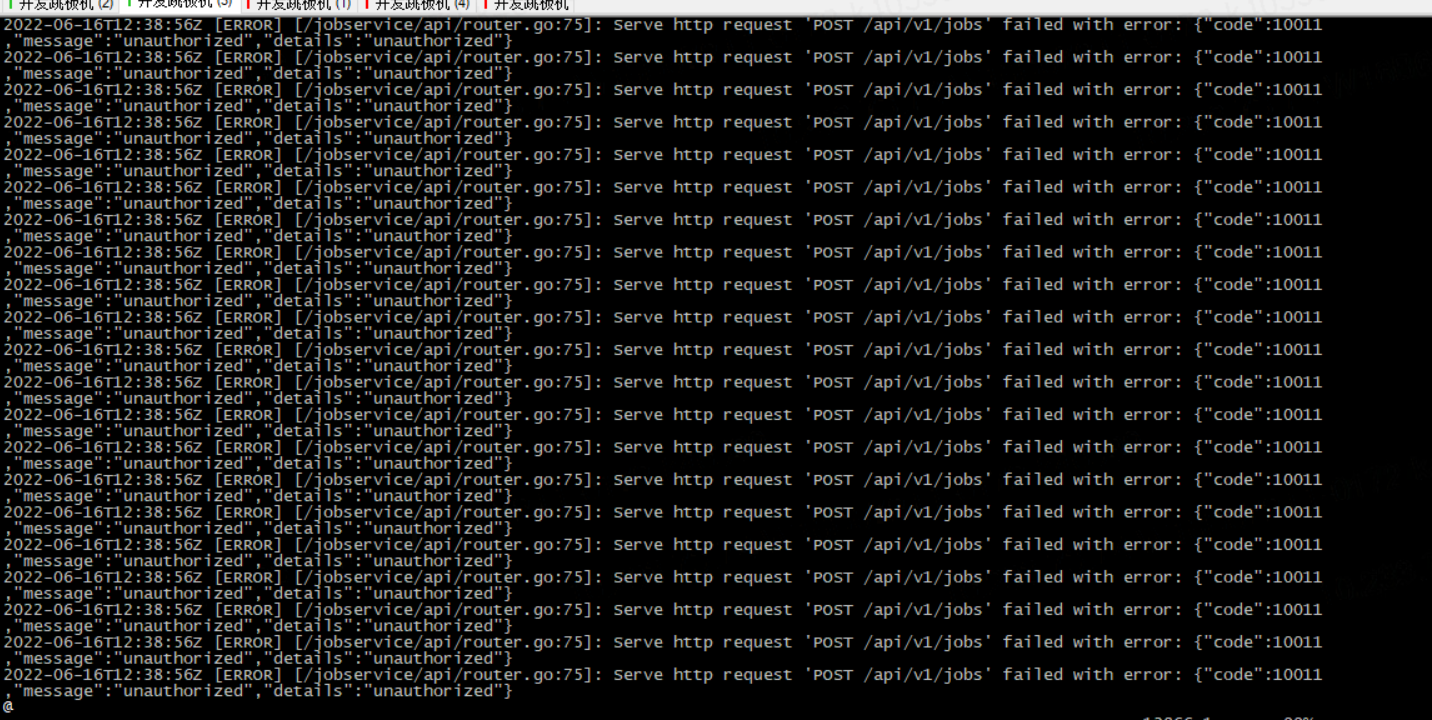 开发跳板机 (2) 开发跳板机 (3) 开发跳板机 (1) 开发跳板机 (4) 开发跳板机
2022-06-16T12:38:56Z [ERROR] [/jobservice/api/router.go:75]: Serve http request 'POST /api/v1/jobs' failed with error: {"code":10011
,"message":"unauthorized","details":"unauthorized"}
2022-06-16T12:38:56Z [ERROR] [/jobservice/api/router.go:75]: Serve http request 'POST /api/v1/jobs' failed with error: {"code":10011
,"message":"unauthorized","details":"unauthorized"}
2022-06-16T12:38:56Z [ERROR] [/jobservice/api/router.go:75]: Serve http request 'POST /api/v1/jobs' failed with error: {"code":10011
,"message":"unauthorized","details":"unauthorized"}
2022-06-16T12:38:56Z [ERROR] [/jobservice/api/router.go:75]: Serve http request 'POST /api/v1/jobs' failed with error: {"code":10011
,"message":"unauthorized","details":"unauthorized"}
2022-06-16T12:38:56Z [ERROR] [/jobservice/api/router.go:75]: Serve http request 'POST /api/v1/jobs' failed with error: {"code":10011
,"message":"unauthorized","details":"unauthorized"}
2022-06-16T12:38:56Z [ERROR] [/jobservice/api/router.go:75]: Serve http request 'POST /api/v1/jobs' failed with error: {"code":10011
,"message":"unauthorized","details":"unauthorized"}
2022-06-16T12:38:56Z [ERROR] [/jobservice/api/router.go:75]: Serve http request 'POST /api/v1/jobs' failed with error: {"code":10011
,"message":"unauthorized","details":"unauthorized"}
2022-06-16T12:38:56Z [ERROR] [/jobservice/api/router.go:75]: Serve http request 'POST /api/v1/jobs' failed with error: {"code":10011
,"message":"unauthorized","details":"unauthorized"}
2022-06-16T12:38:56Z [ERROR] [/jobservice/api/router.go:75]: Serve http request 'POST /api/v1/jobs' failed with error: {"code":10011
,"message":"unauthorized","details":"unauthorized"}
2022-06-16T12:38:56Z [ERROR] [/jobservice/api/router.go:75]: Serve http request 'POST /api/v1/jobs' failed with error: {"code":10011
,"message":"unauthorized","details":"unauthorized"}
2022-06-16T12:38:56Z [ERROR] [/jobservice/api/router.go:75]: Serve http request 'POST /api/v1/jobs' failed with error: {"code":10011
,"message":"unauthorized","details":"unauthorized"}
2022-06-16T12:38:56Z [ERROR] [/jobservice/api/router.go:75]: Serve http request 'POST /api/v1/jobs' failed with error: {"code":10011
,"message":"unauthorized","details":"unauthorized"}
2022-06-16T12:38:56Z [ERROR] [/jobservice/api/router.go:75]: Serve http request 'POST /api/v1/jobs' failed with error: {"code":10011
,"message":"unauthorized","details":"unauthorized"}
2022-06-16T12:38:56Z [ERROR] [/jobservice/api/router.go:75]: Serve http request 'POST /api/v1/jobs' failed with error: {"code":10011
,"message":"unauthorized","details":"unauthorized"}
2022-06-16T12:38:56Z [ERROR] [/jobservice/api/router.go:75]: Serve http request 'POST /api/v1/jobs' failed with error: {"code":10011
,"message":"unauthorized","details":"unauthorized"}
2022-06-16T12:38:56Z [ERROR] [/jobservice/api/router.go:75]: Serve http request 'POST /api/v1/jobs' failed with error: {"code":10011
,"message":"unauthorized","details":"unauthorized"}
2022-06-16T12:38:56Z [ERROR] [/jobservice/api/router.go:75]: Serve http request 'POST /api/v1/jobs' failed with error: {"code":10011
,"message":"unauthorized","details":"unauthorized"}
2022-06-16T12:38:56Z [ERROR] [/jobservice/api/router.go:75]: Serve http request 'POST /api/v1/jobs' failed with error: {"code":10011
,"message":"unauthorized","details":"unauthorized"}
2022-06-16T12:38:56Z [ERROR] [/jobservice/api/router.go:75]: Serve http request 'POST /api/v1/jobs' failed with error: {"code":10011
,"message":"unauthorized","details":"unauthorized"}
2022-06-16T12:38:56Z [ERROR] [/jobservice/api/router.go:75]: Serve http request 'POST /api/v1/jobs' failed with error: {"code":10011
,"message":"unauthorized","details":"unauthorized"}
2022-06-16T12:38:56Z [ERROR] [/jobservice/api/router.go:75]: Serve http request 'POST /api/v1/jobs' failed with error: {"code":10011
,"message":"unauthorized","details":"unauthorized"}
@